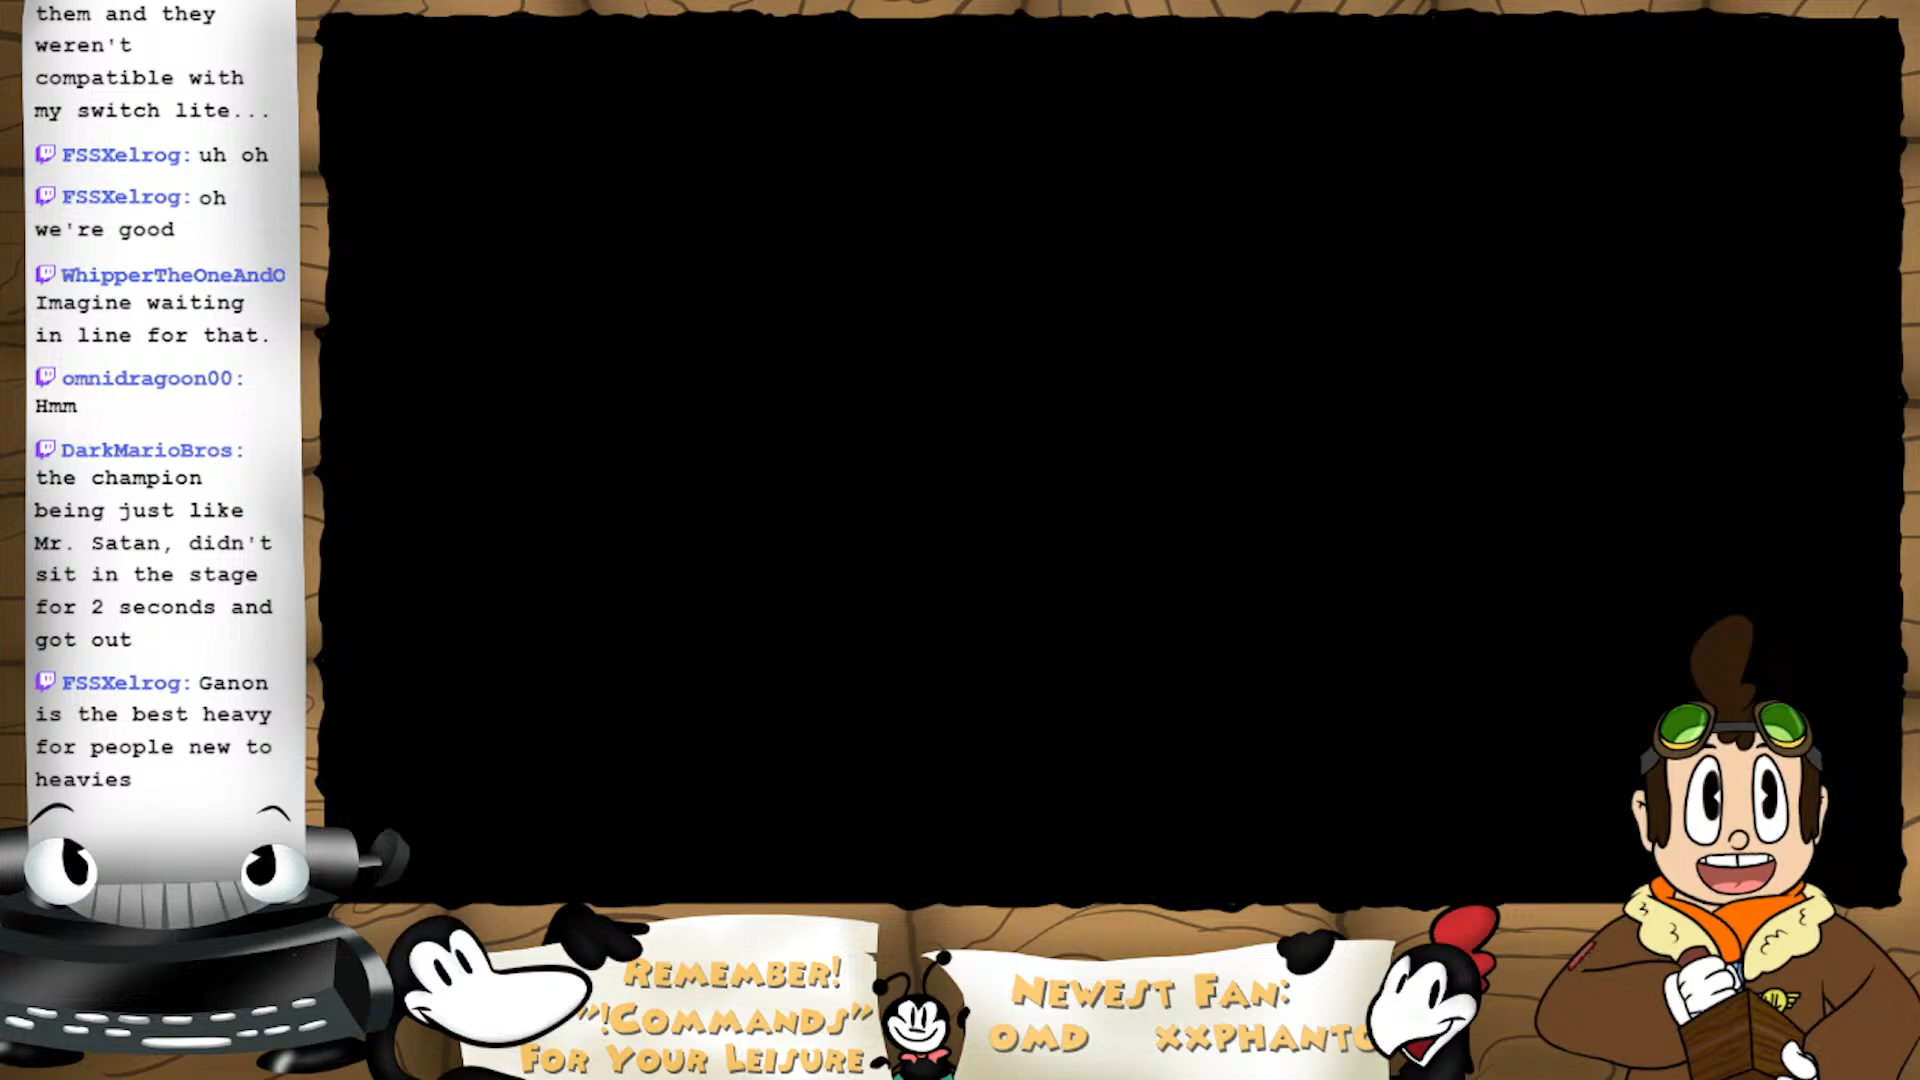 them and they
weren't
compatible with
my switch lite...
FSSXelrog: uh oh
FSSXelrog: oh
we're good
WhipperTheOneAndO
Imagine waiting
in line for that.
omnidragoon00:
Hmm
DarkMarioBros:
the champion
being just like
Mr. Satan, didn't
sit in the stage
for 2 seconds and
got out
FSSXelrog: Ganon
is the best heavy
for people new to
heavies
Remember!
"!Commands"
For Your Leisure
Newest Fan:
OMD xxPhanto